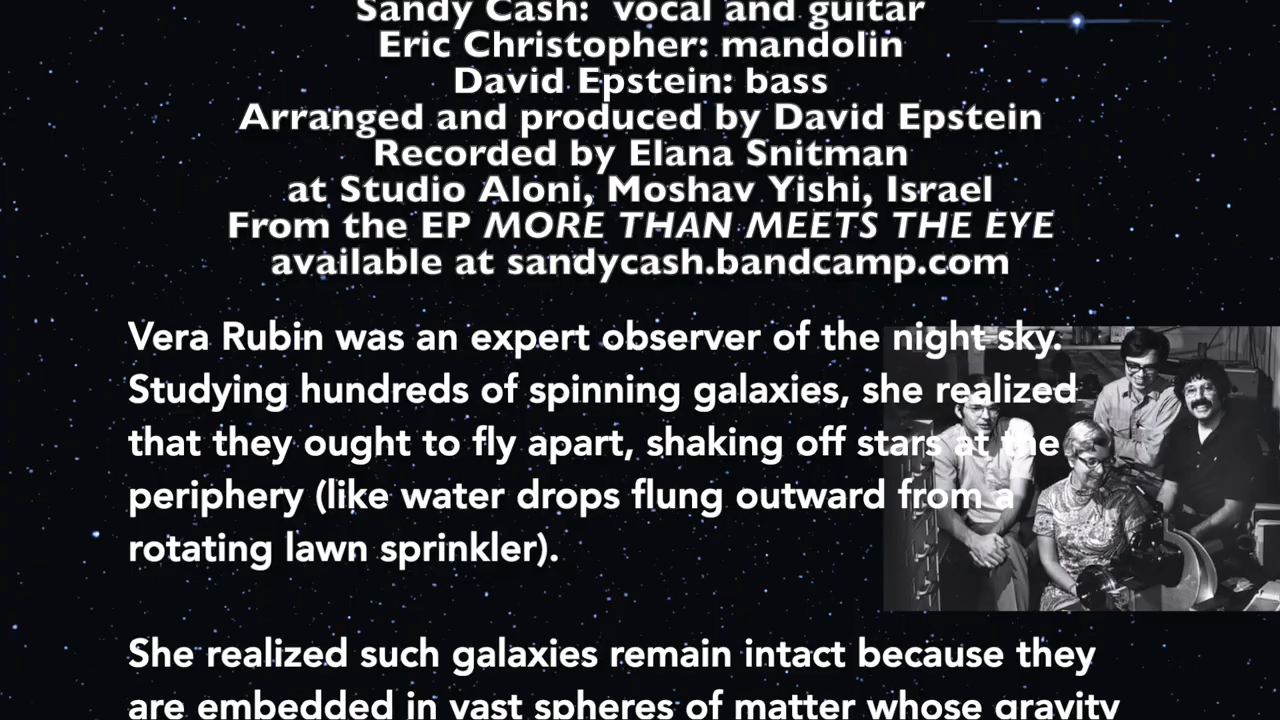 Sandy Cash: vocal and guitar
Eric Christopher: mandolin
David Epstein: bass
Arranged and produced by David Epstein
Recorded by Elana Snitman
at Studio Aloni, Moshav Yishi, Israel
From the EP MORE THAN MEETS THE EYE
available at sandycash.bandcamp.com
Vera Rubin was an expert observer of the night sky.
Studying hundreds of spinning galaxies, she realized
that they ought to fly apart, shaking off stars at the
periphery (like water drops flung outward from a
rotating lawn sprinkler).
She realized such galaxies remain intact because they
are embedded in vast spheres of matter whose gravity